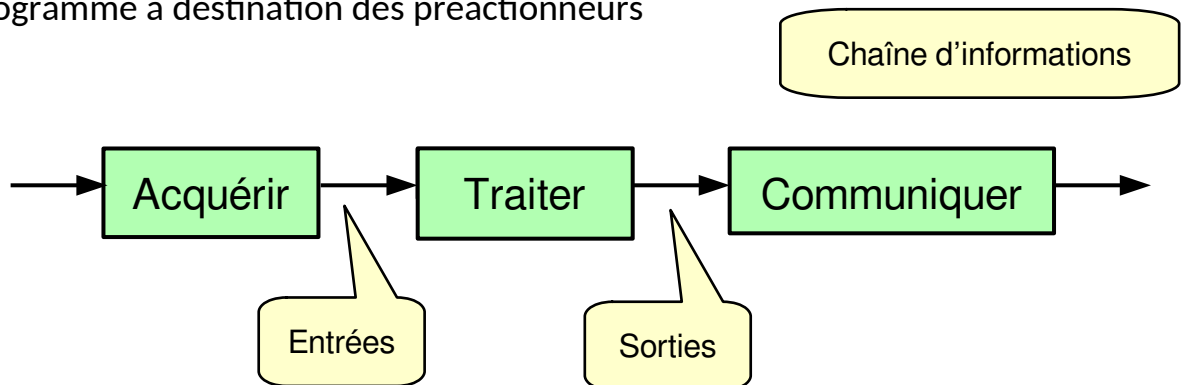 ogramme à destination des préactionneurs
Chaîne d'informations
Acquérir
Traiter
Communiquer
Entrées
Sorties